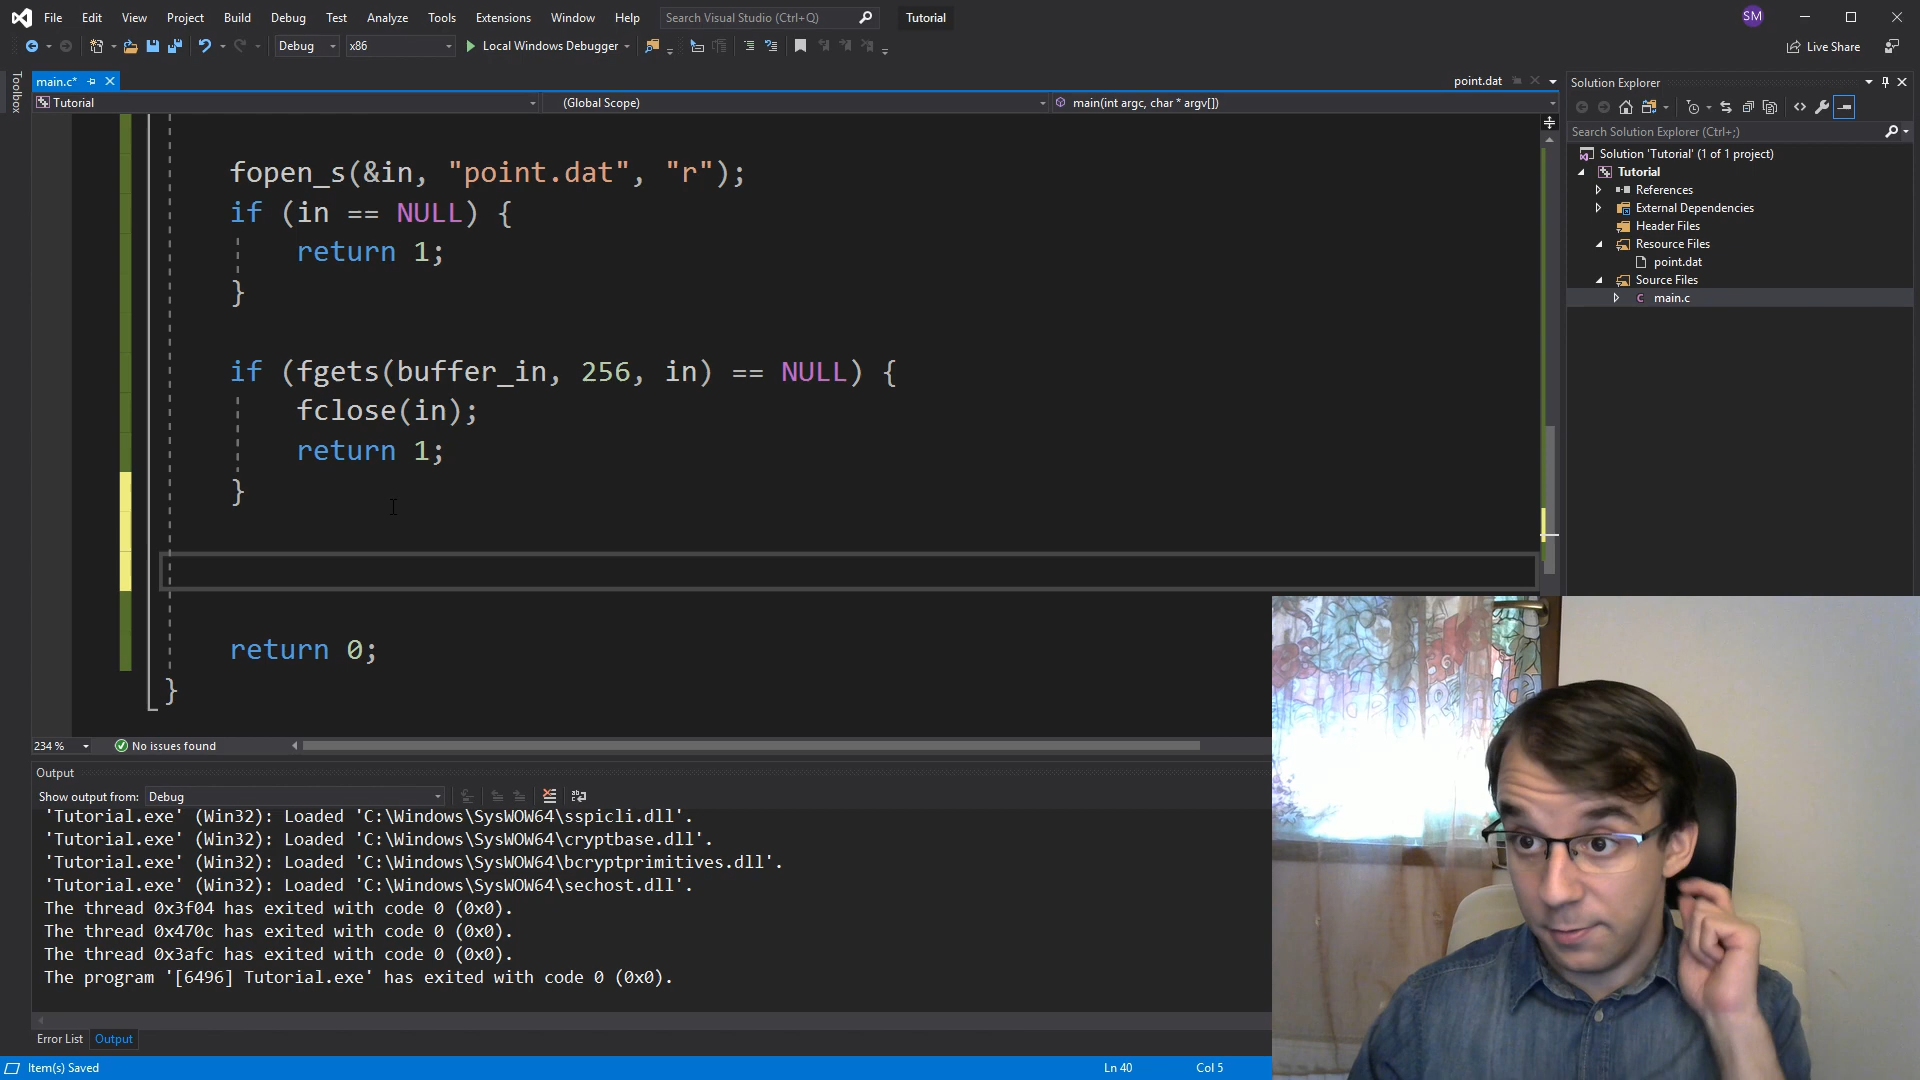 File Edit View Project Build Debug Test Analyze Tools Extensions Window Help Search Visual Studio (Ctrl+Q) Tutorial SM
Debug x86 Local Windows Debugger Live Share
Toolbox
main.c* point.dat
Tutorial (Global Scope) main(int argc, char * argv[])
fopen_s(&in, "point.dat", "r");
if (in == NULL) {
return 1;
}
if (fgets(buffer_in, 256, in) == NULL) {
fclose(in);
return 1;
}
return 0;
}
234 % No issues found
Solution Explorer
Search Solution Explorer (Ctrl+;)
Solution 'Tutorial' (1 of 1 project)
Tutorial
References
External Dependencies
Header Files
Resource Files
point.dat
Source Files
main.c
Output
Show output from: Debug
'Tutorial.exe' (Win32): Loaded 'C:\Windows\SysWOW64\sspicli.dll'.
'Tutorial.exe' (Win32): Loaded 'C:\Windows\SysWOW64\cryptbase.dll'.
'Tutorial.exe' (Win32): Loaded 'C:\Windows\SysWOW64\bcryptprimitives.dll'.
'Tutorial.exe' (Win32): Loaded 'C:\Windows\SysWOW64\sechost.dll'.
The thread 0x3f04 has exited with code 0 (0x0).
The thread 0x470c has exited with code 0 (0x0).
The thread 0x3afc has exited with code 0 (0x0).
The program '[6496] Tutorial.exe' has exited with code 0 (0x0).
Error List Output
Item(s) Saved Ln 40 Col 5